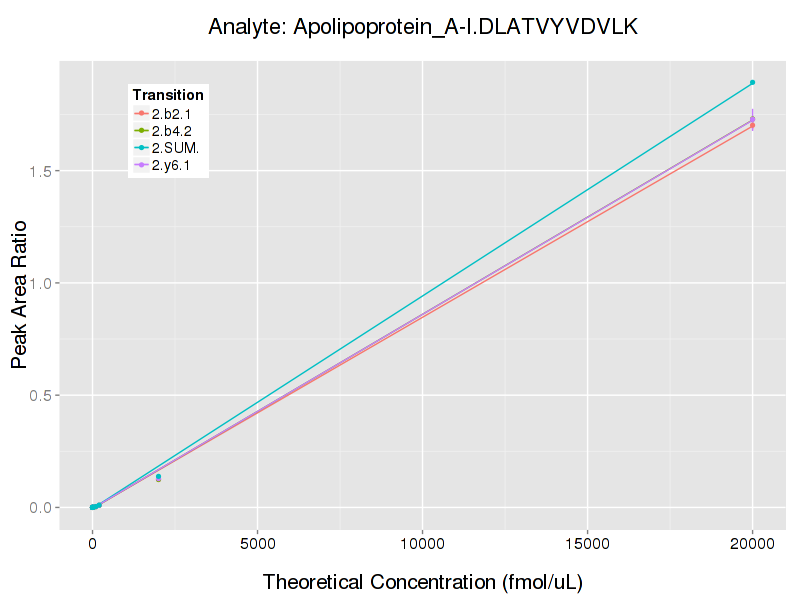 Analyte: Apolipoprotein_A-I.DLATVYVDVLK
Transition
2.b2.1
2.b4.2
2.SUM.
2.y6.1
Peak Area Ratio
1.5
1.0
0.5
0.0
0 5000 10000 15000 20000
Theoretical Concentration (fmol/uL)